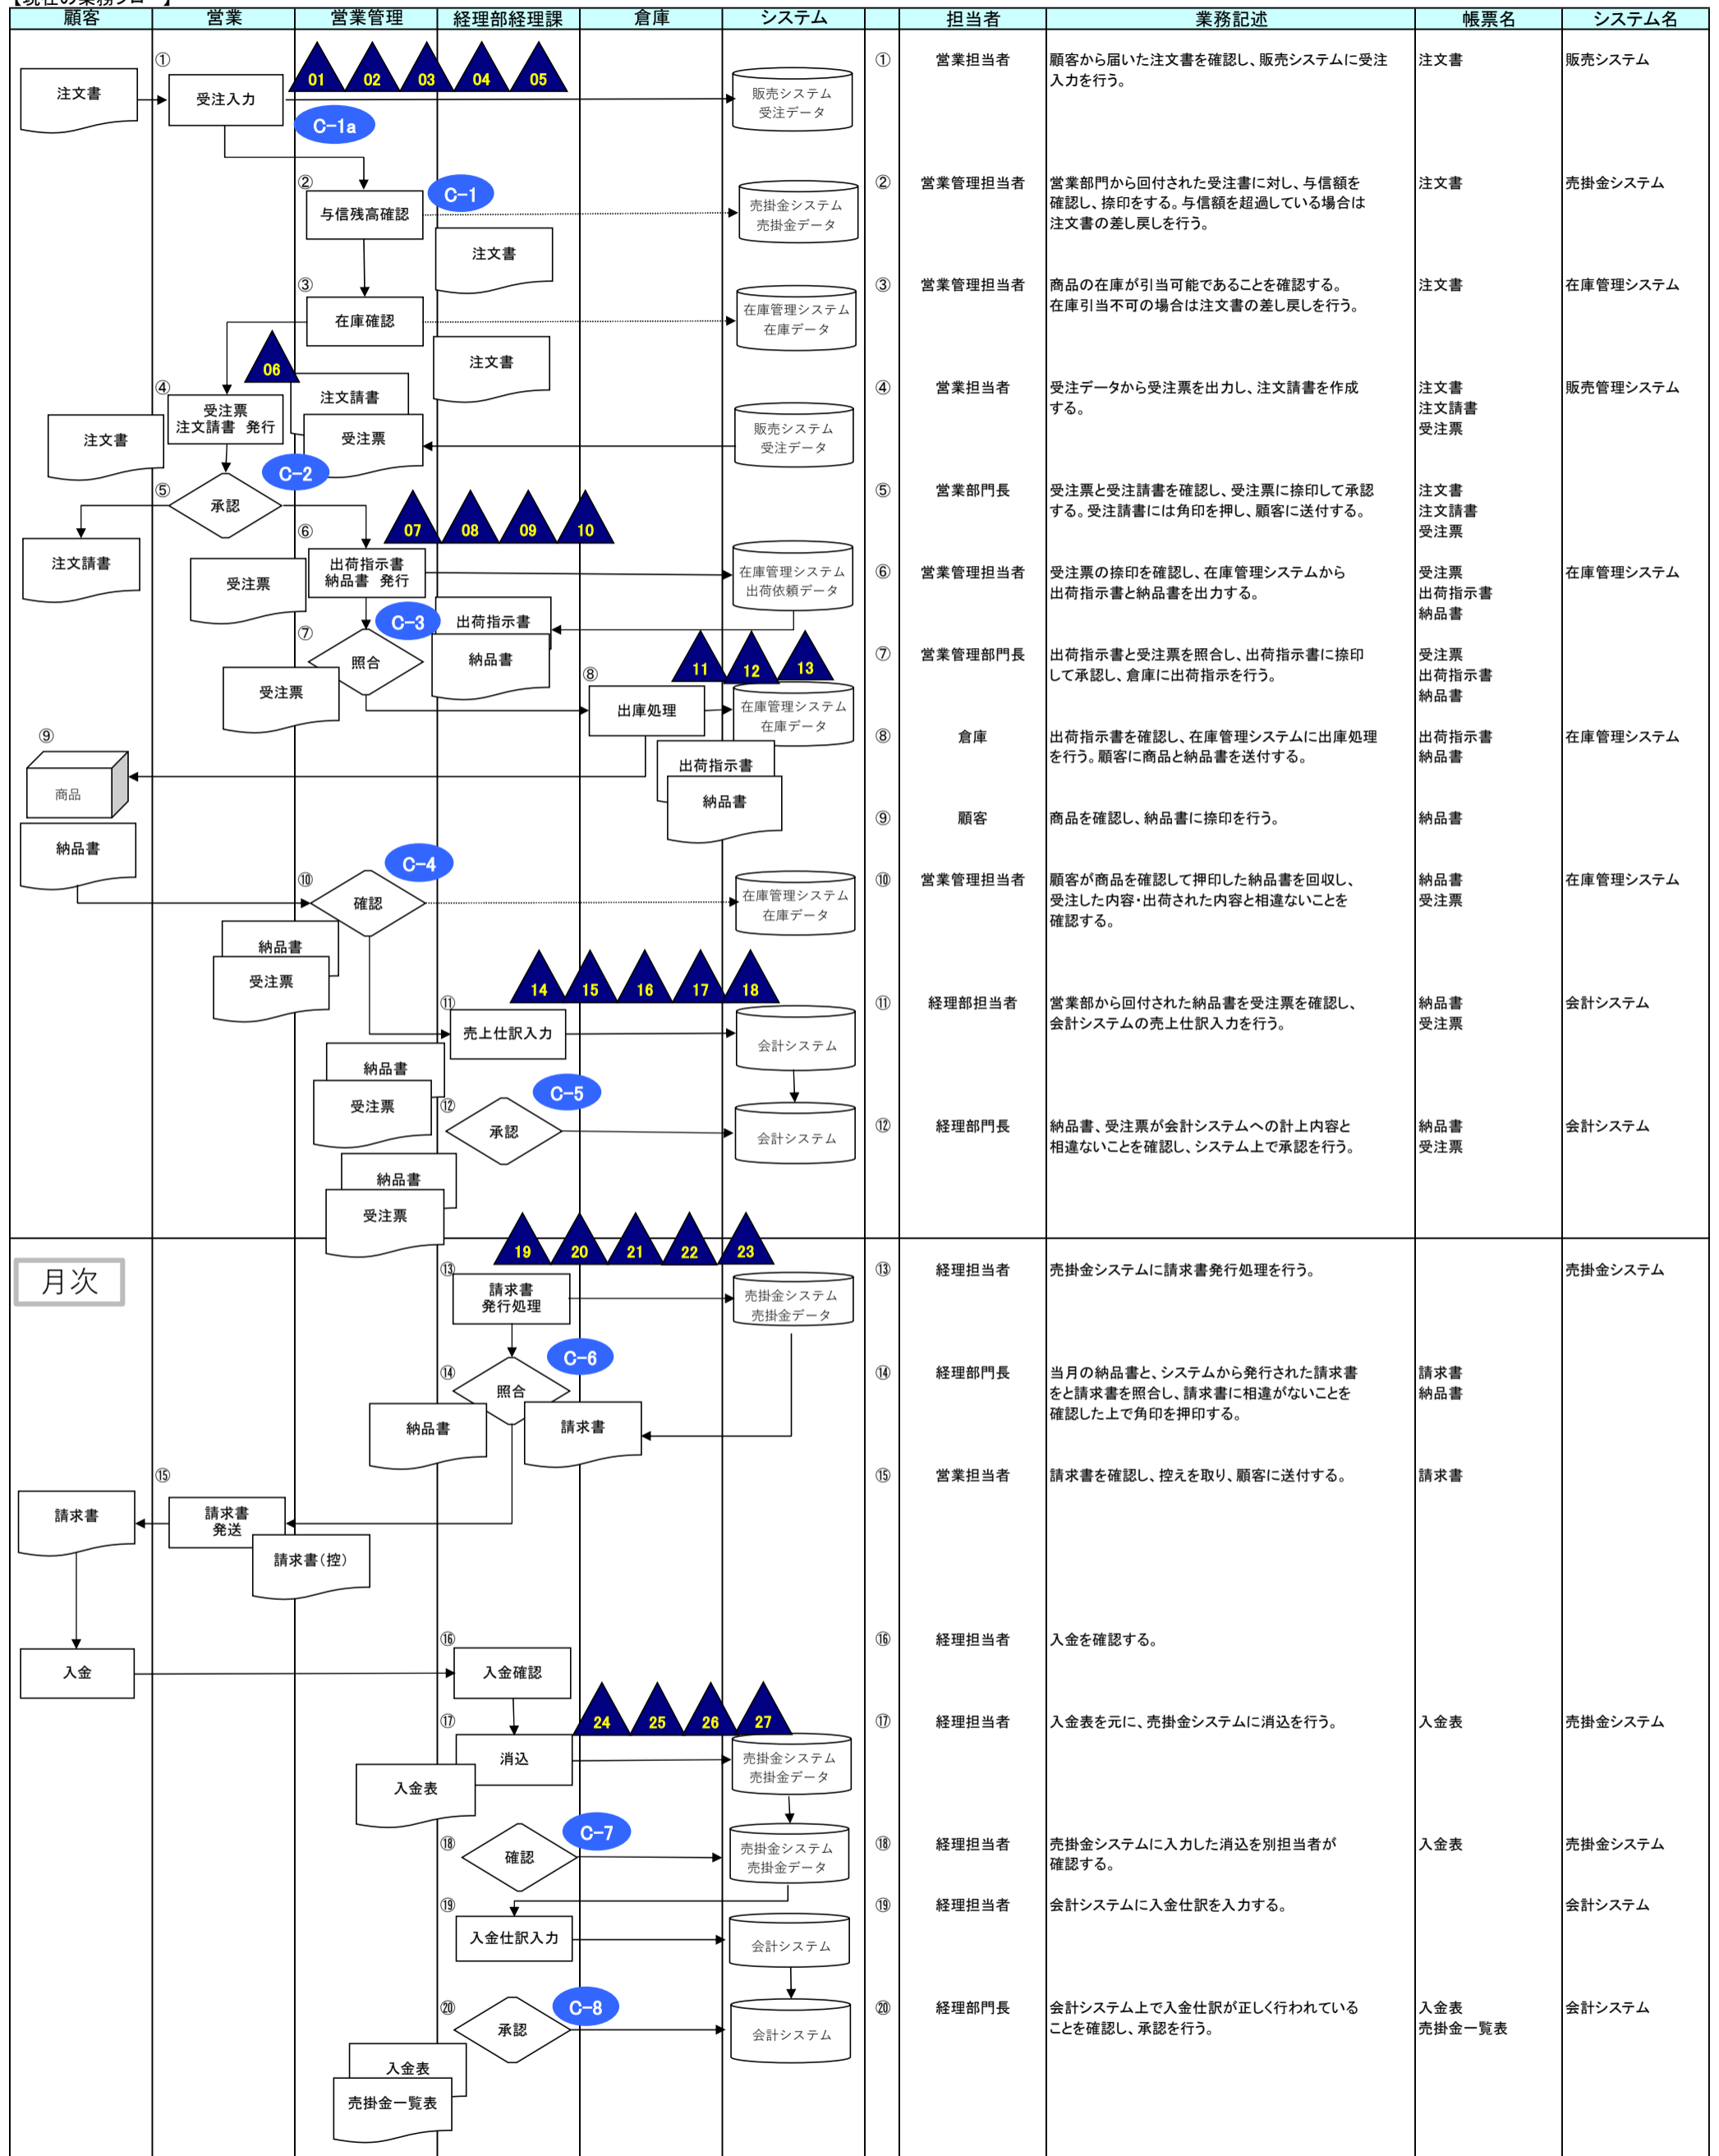 【現在の業務フロー】
顧客 営業 営業管理 経理部経理課 倉庫 システム 担当者 業務記述 帳票名 システム名
①
注文書
受注入力
01 02 03 04 05
C-1a
販売システム
受注データ
① 営業担当者 顧客から届いた注文書を確認し、販売システムに受注 注文書 販売システム
入力を行う。
②
与信残高確認
C-1
注文書
売掛金システム
売掛金データ
② 営業管理担当者 営業部門から回付された受注書に対し、与信額を 注文書 売掛金システム
確認し、捺印をする。与信額を超過している場合は
注文書の差し戻しを行う。
③
在庫確認
注文書
在庫管理システム
在庫データ
③ 営業管理担当者 商品の在庫が引当可能であることを確認する。 注文書 在庫管理システム
在庫引当不可の場合は注文書の差し戻しを行う。
06
④
受注票
注文請書 発行
注文書
注文請書
受注票
販売システム
受注データ
④ 営業担当者 受注データから受注票を出力し、注文請書を作成 注文書 販売管理システム
する。 注文請書
受注票
C-2
⑤
承認
注文請書
受注票
⑤ 営業部門長 受注票と受注請書を確認し、受注票に捺印して承認 注文書
する。受注請書には角印を押し、顧客に送付する。 注文請書
受注票
07 08 09 10
⑥
出荷指示書
納品書 発行
在庫管理システム
出荷依頼データ
⑥ 営業管理担当者 受注票の捺印を確認し、在庫管理システムから 受注票 在庫管理システム
出荷指示書と納品書を出力する。 出荷指示書
納品書
C-3
⑦
照合
受注票
出荷指示書
納品書
⑦ 営業管理部門長 出荷指示書と受注票を照合し、出荷指示書に捺印 受注票
して承認し、倉庫に出荷指示を行う。 出荷指示書
納品書
11 12 13
⑧
出庫処理
在庫管理システム
在庫データ
出荷指示書
納品書
⑧ 倉庫 出荷指示書を確認し、在庫管理システムに出庫処理 出荷指示書 在庫管理システム
を行う。顧客に商品と納品書を送付する。 納品書
⑨
商品
納品書
⑨ 顧客 商品を確認し、納品書に捺印を行う。 納品書
C-4
⑩
確認
納品書
受注票
在庫管理システム
在庫データ
⑩ 営業管理担当者 顧客が商品を確認して押印した納品書を回収し、 納品書 在庫管理システム
受注した内容・出荷された内容と相違ないことを 受注票
確認する。
14 15 16 17 18
⑪
売上仕訳入力
会計システム
納品書
受注票
⑪ 経理部担当者 営業部から回付された納品書を受注票を確認し、 納品書 会計システム
会計システムの売上仕訳入力を行う。 受注票
C-5
⑫
承認
会計システム
納品書
受注票
⑫ 経理部門長 納品書、受注票が会計システムへの計上内容と 納品書 会計システム
相違ないことを確認し、システム上で承認を行う。 受注票
月次
19 20 21 22 23
⑬
請求書
発行処理
売掛金システム
売掛金データ
⑬ 経理担当者 売掛金システムに請求書発行処理を行う。 売掛金システム
C-6
⑭
照合
納品書
請求書
⑭ 経理部門長 当月の納品書と、システムから発行された請求書 請求書
をと請求書を照合し、請求書に相違がないことを 納品書
確認した上で角印を押印する。
⑮
請求書
請求書
発送
請求書（控）
⑮ 営業担当者 請求書を確認し、控えを取り、顧客に送付する。 請求書
⑯
入金
入金確認
⑯ 経理担当者 入金を確認する。
24 25 26 27
⑰
消込
入金表
売掛金システム
売掛金データ
⑰ 経理担当者 入金表を元に、売掛金システムに消込を行う。 入金表 売掛金システム
C-7
⑱
確認
売掛金システム
売掛金データ
⑱ 経理担当者 売掛金システムに入力した消込を別担当者が 入金表 売掛金システム
確認する。
⑲
入金仕訳入力
会計システム
⑲ 経理担当者 会計システムに入金仕訳を入力する。 会計システム
C-8
⑳
承認
会計システム
入金表
売掛金一覧表
⑳ 経理部門長 会計システム上で入金仕訳が正しく行われている 入金表 会計システム
ことを確認し、承認を行う。 売掛金一覧表